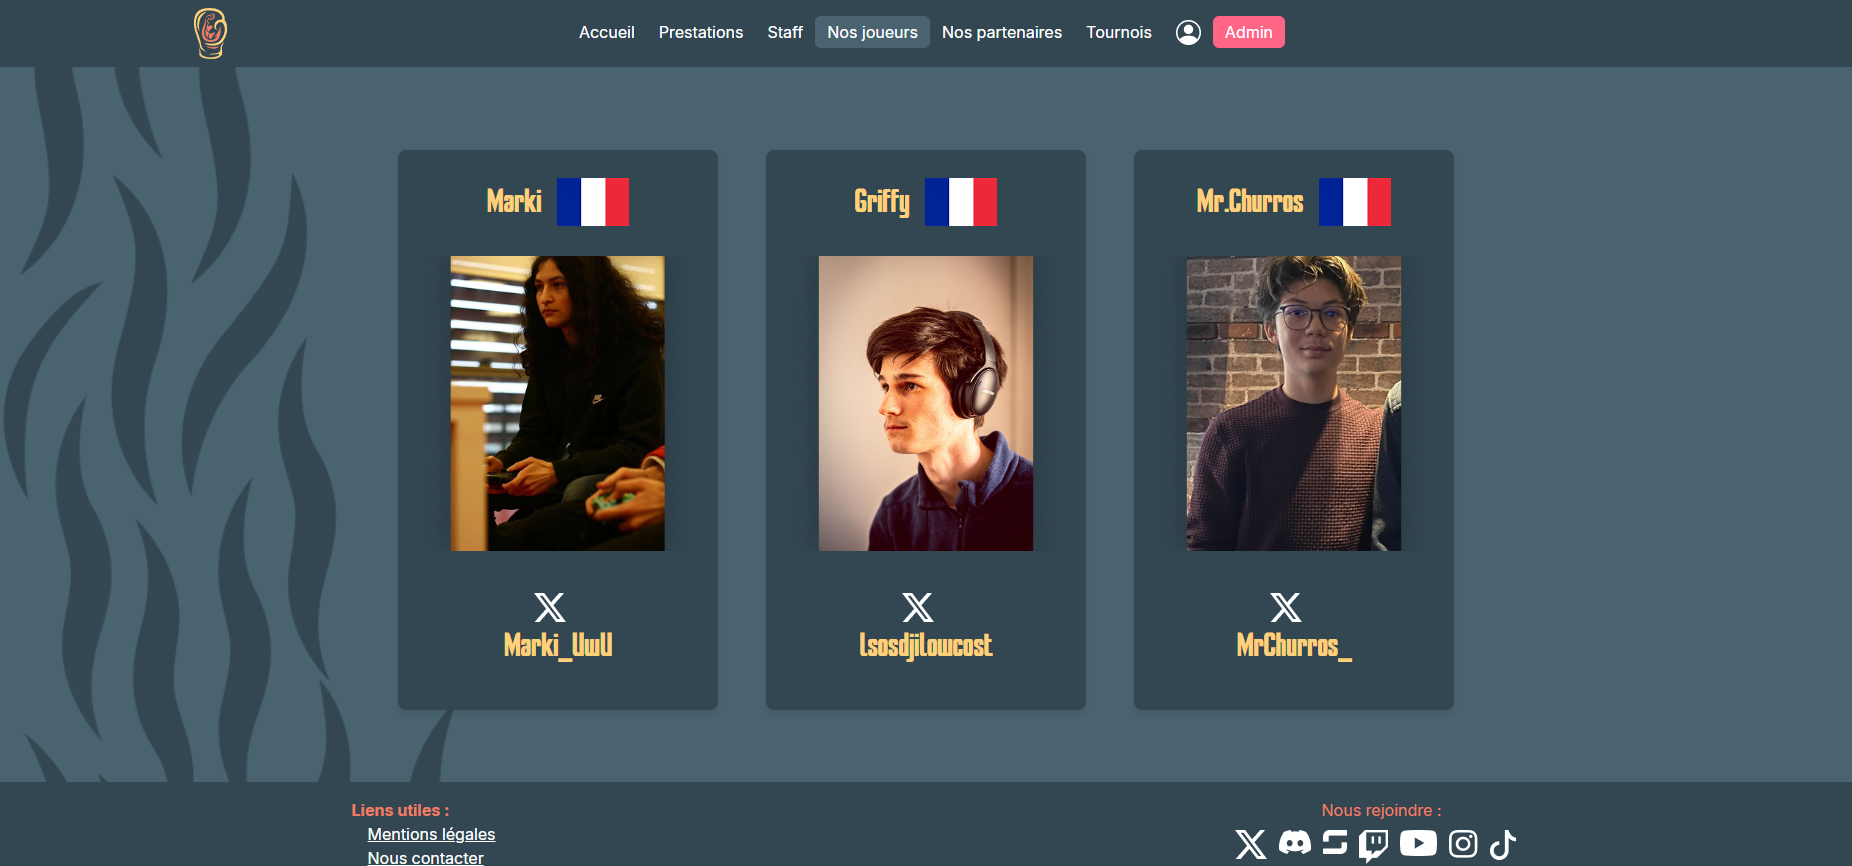 Accueil Prestations Staff Nos joueurs Nos partenaires Tournois Admin
Marki
Griffy
Mr.Churros
Marki_UwU
LsosdjiLowcost
MrChurros_
Liens utiles :
Mentions légales
Nous contacter
Nous rejoindre :